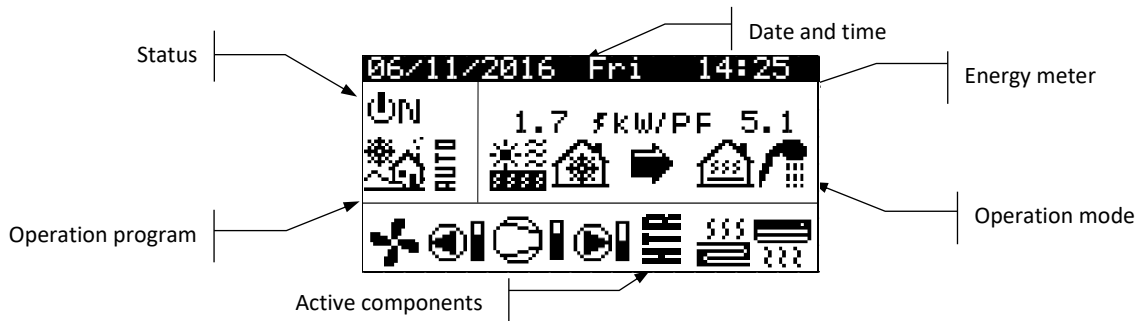 Date and time
Status
06/11/2016 Fri 14:25
Energy meter
ON
1.7 kW/PF 5.1
AUTO
Operation mode
Operation program
HTR
Active components